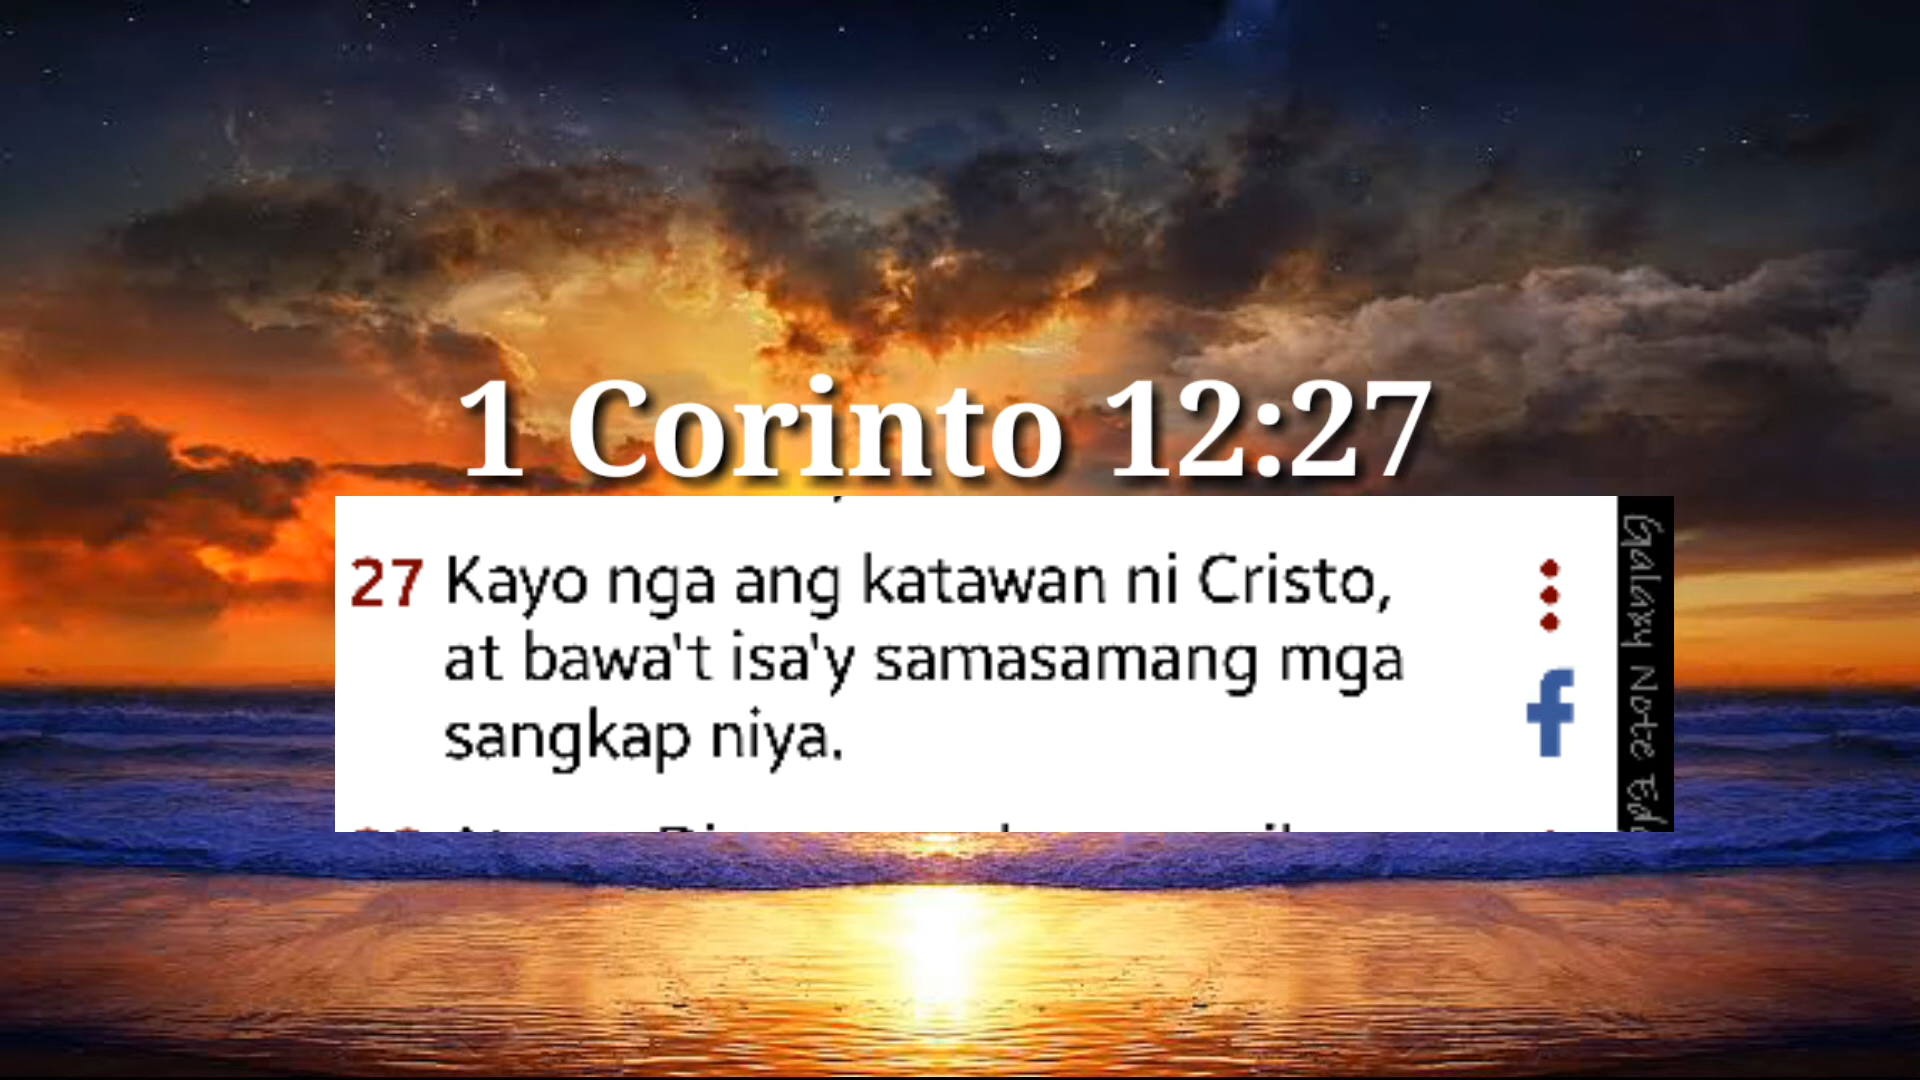 1 Corinto 12:27
27 Kayo nga ang katawan ni Cristo,
at bawa't isa'y samasamang mga
sangkap niya.
Galaxy Note